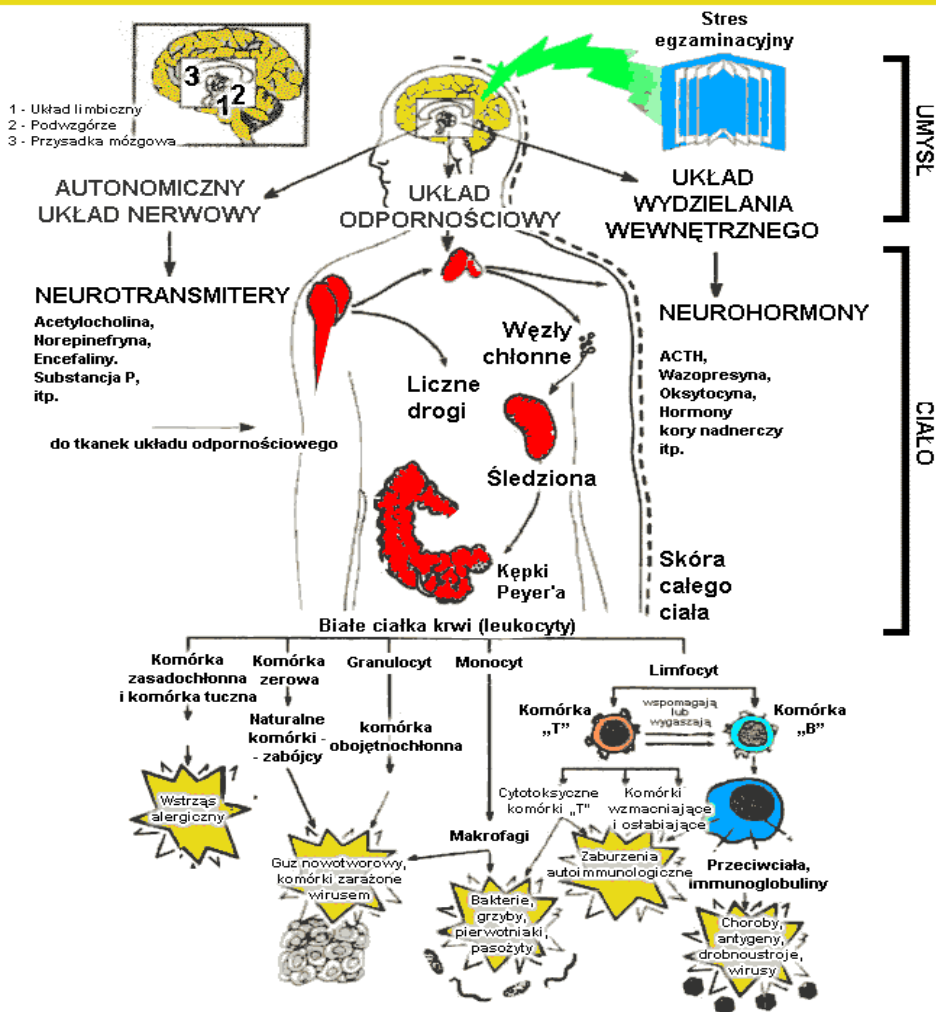 Stres
egzaminacyjny
3
2
1
1 - Układ limbiczny
2 - Podwzgórze
3 - Przysadka mózgowa
UMYSŁ
AUTONOMICZNY
UKŁAD NERWOWY
UKŁAD
ODPORNOŚCIOWY
UKŁAD
WYDZIELANIA
WEWNĘTRZNEGO
NEUROTRANSMITERY
Acetylocholina,
Norepinefryna,
Encefaliny.
Substancja P,
itp.
do tkanek układu odpornościowego
Liczne
drogi
Węzły
chłonne
Śledziona
Kępki
Peyer'a
NEUROHORMONY
ACTH,
Wazopresyna,
Oksytocyna,
Hormony
kory nadnerczy
itp.
CIAŁO
Skóra
całego
ciała
Białe ciałka krwi (leukocyty)
Komórka
zasadochłonna
i komórka tuczna
Komórka
zerowa
Granulocyt
Monocyt
Limfocyt
Naturalne
komórki -
- zabójcy
komórka
obojętnochłonna
Komórka
„T”
wspomagają
lub
wygaszają
Komórka
„B”
Wstrząs
alergiczny
Cytotoksyczne
komórki „T"
Komórki
wzmacniające
i osłabiające
Makrofagi
Guz nowotworowy,
komórki zarażone
wirusem
Zaburzenia
autoimmunologiczne
Przeciwciała,
immunoglobuliny
Bakterie,
grzyby,
pierwotniaki,
pasożyty
Choroby,
antygeny,
drobnoustroje,
wirusy